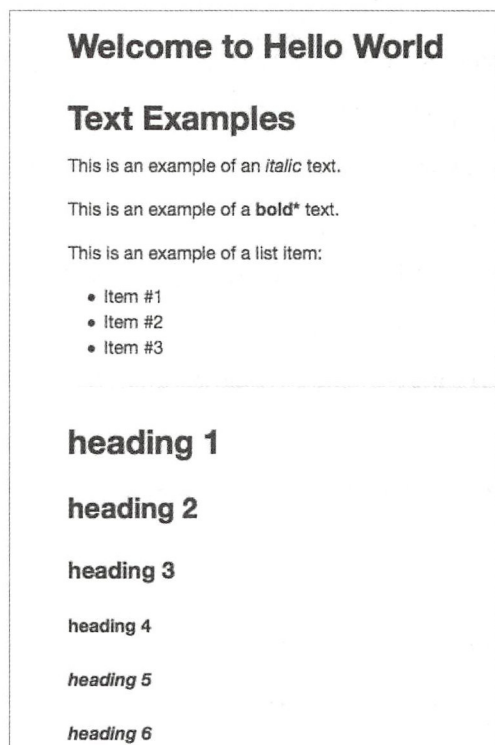 Welcome to Hello World
Text Examples
This is an example of an italic text.
This is an example of a bold* text.
This is an example of a list item:
• Item #1
• Item #2
• Item #3
heading 1
heading 2
heading 3
heading 4
heading 5
heading 6